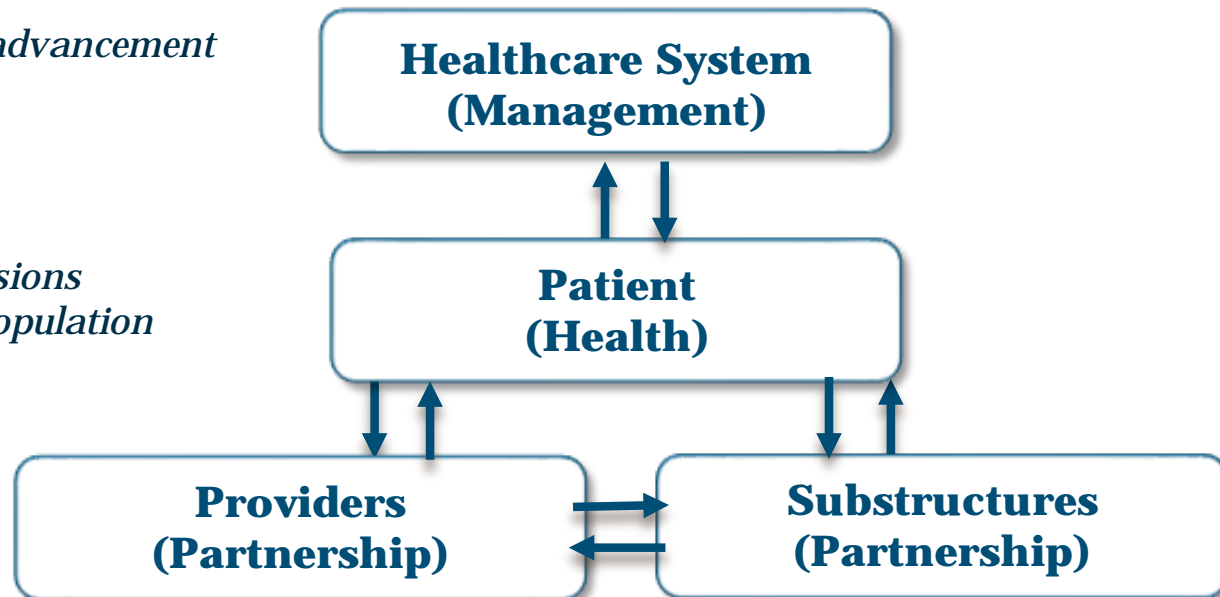 advancement
Healthcare System
(Management)
Patient
(Health)
Providers
(Partnership)
Substructures
(Partnership)